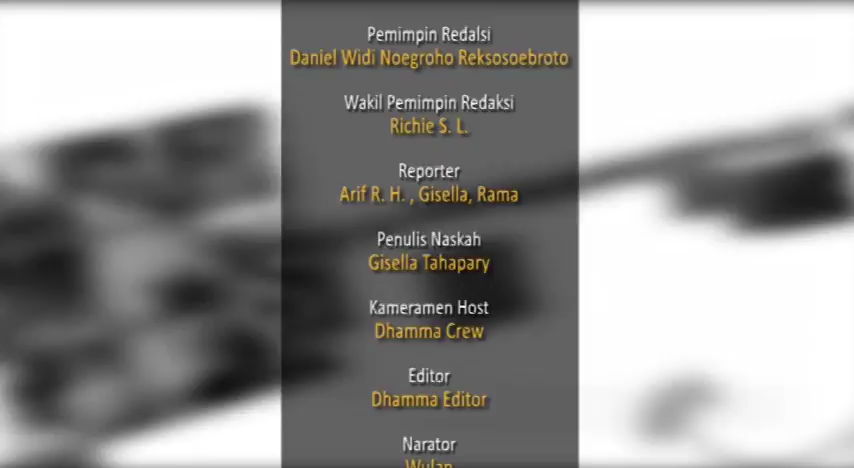 Pemimpin Redalsi
Daniel Widi Noegroho Reksosoebroto
Wakil Pemimpin Redaksi
Richie S. L.
Reporter
Arif R. H. , Gisella, Rama
Penulis Naskah
Gisella Tahapary
Kameramen Host
Dhamma Crew
Editor
Dhamma Editor
Narator
Wulan